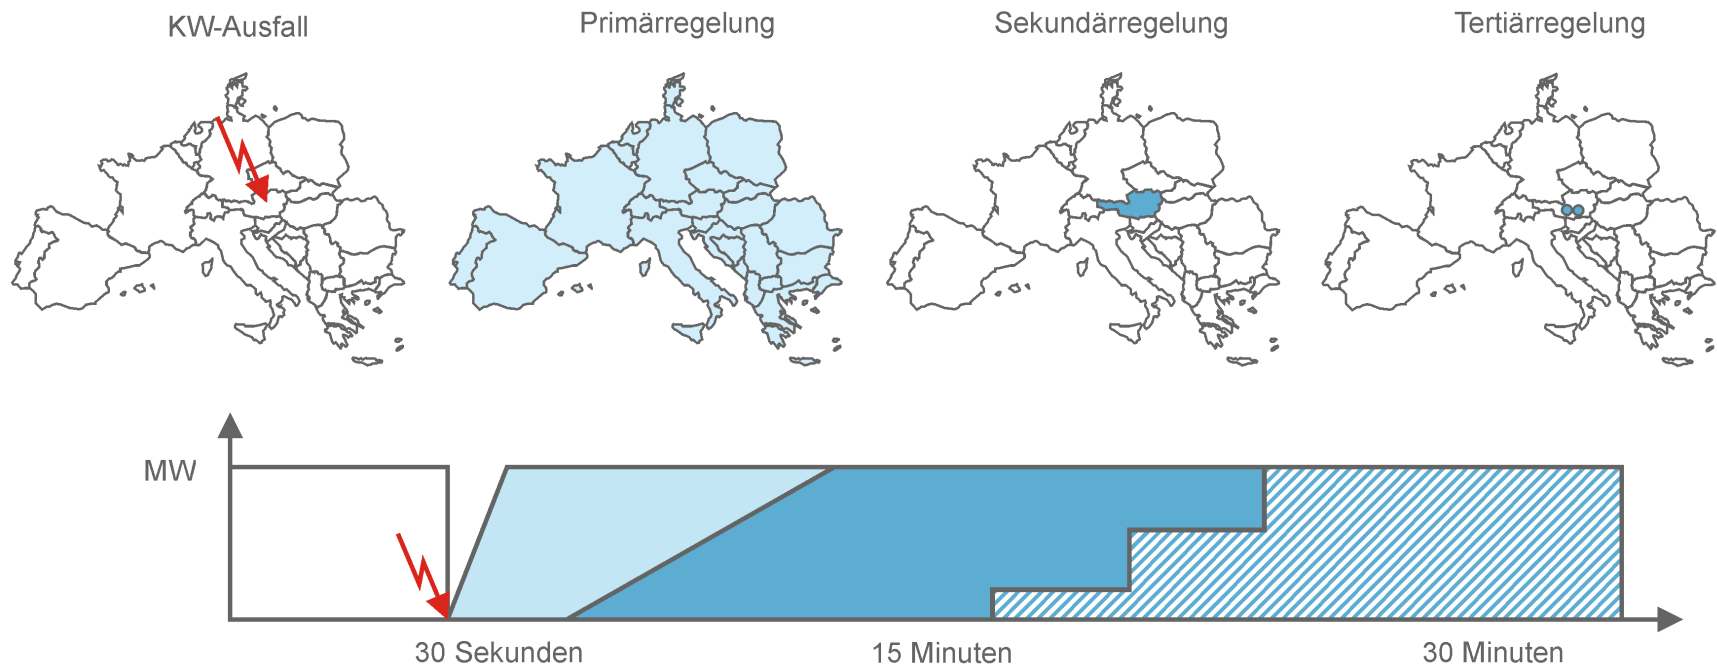 KW-Ausfall
Primärregelung
Sekundärregelung
Tertiärregelung
MW
30 Sekunden
15 Minuten
30 Minuten